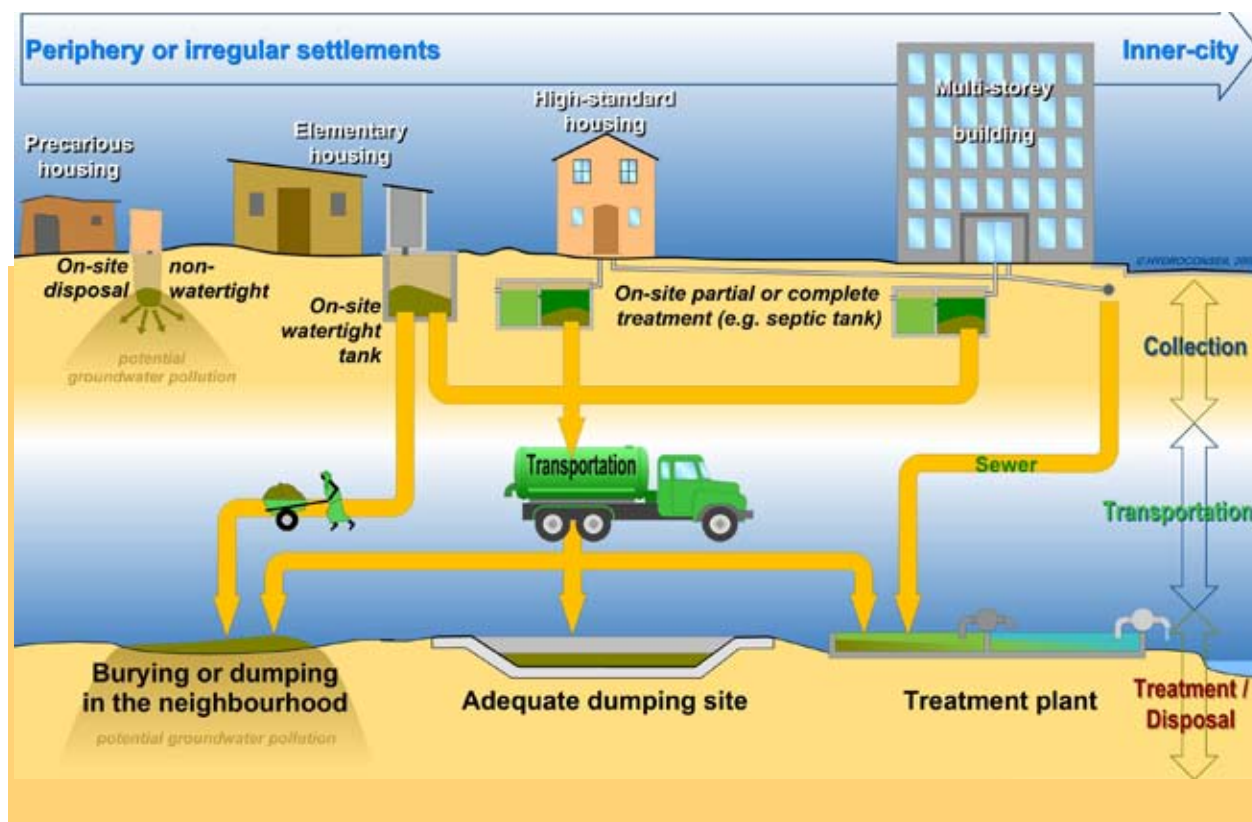 Periphery or irregular settlements
Inner-city
Precarious
housing
Elementary
housing
High-standard
housing
Multi-storey
building
On-site
disposal
non-
watertight
potential
groundwater pollution
On-site
watertight
tank
On-site partial or complete
treatment (e.g. septic tank)
Collection
Transportation
Sewer
Transportation
Burying or dumping
in the neighbourhood
potential groundwater pollution
Adequate dumping site
Treatment plant
Treatment /
Disposal